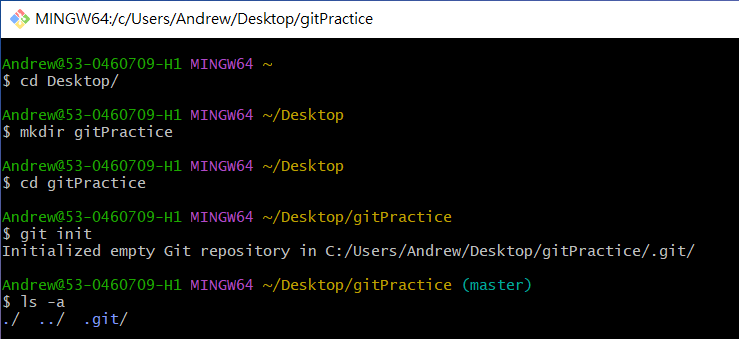 MINGW64:/c/Users/Andrew/Desktop/gitPractice
Andrew@53-0460709-H1 MINGW64 ~
$ cd Desktop/
Andrew@53-0460709-H1 MINGW64 ~/Desktop
$ mkdir gitPractice
Andrew@53-0460709-H1 MINGW64 ~/Desktop
$ cd gitPractice
Andrew@53-0460709-H1 MINGW64 ~/Desktop/gitPractice
$ git init
Initialized empty Git repository in C:/Users/Andrew/Desktop/gitPractice/.git/
Andrew@53-0460709-H1 MINGW64 ~/Desktop/gitPractice (master)
$ ls -a
./  ../  .git/